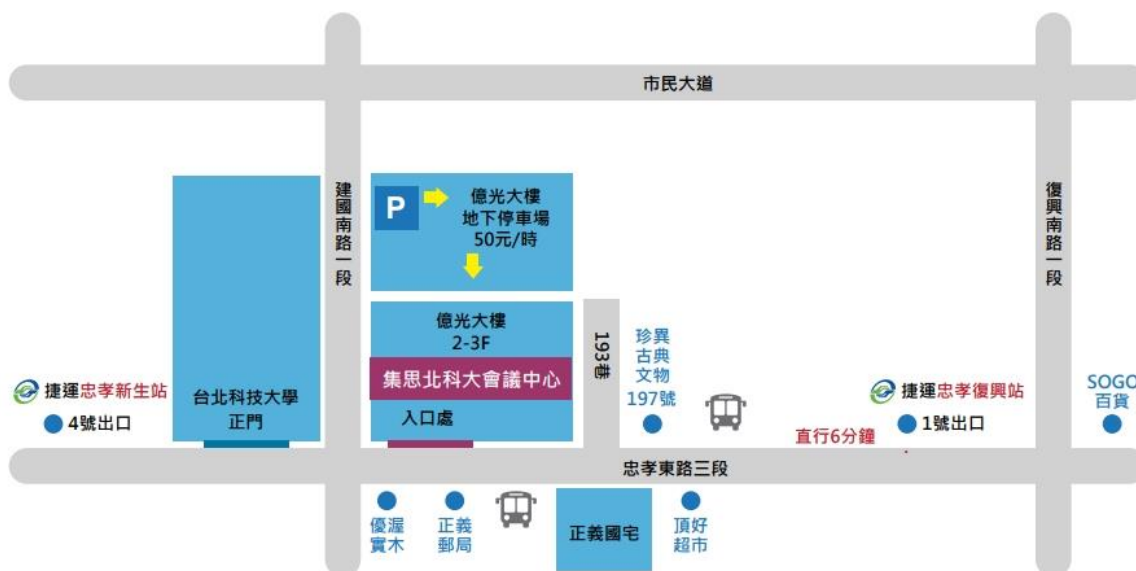 市民大道
建國南路一段
復興南路一段
P
億光大樓
地下停車場
50元/時
億光大樓
2-3F
集思北科大會議中心
入口處
193巷
珍異
古典
文物
197號
捷運忠孝新生站
4號出口
台北科技大學
正門
捷運忠孝復興站
1號出口
直行6分鐘
SOGO
百貨
忠孝東路三段
優渥
實木
正義
郵局
正義國宅
頂好
超市